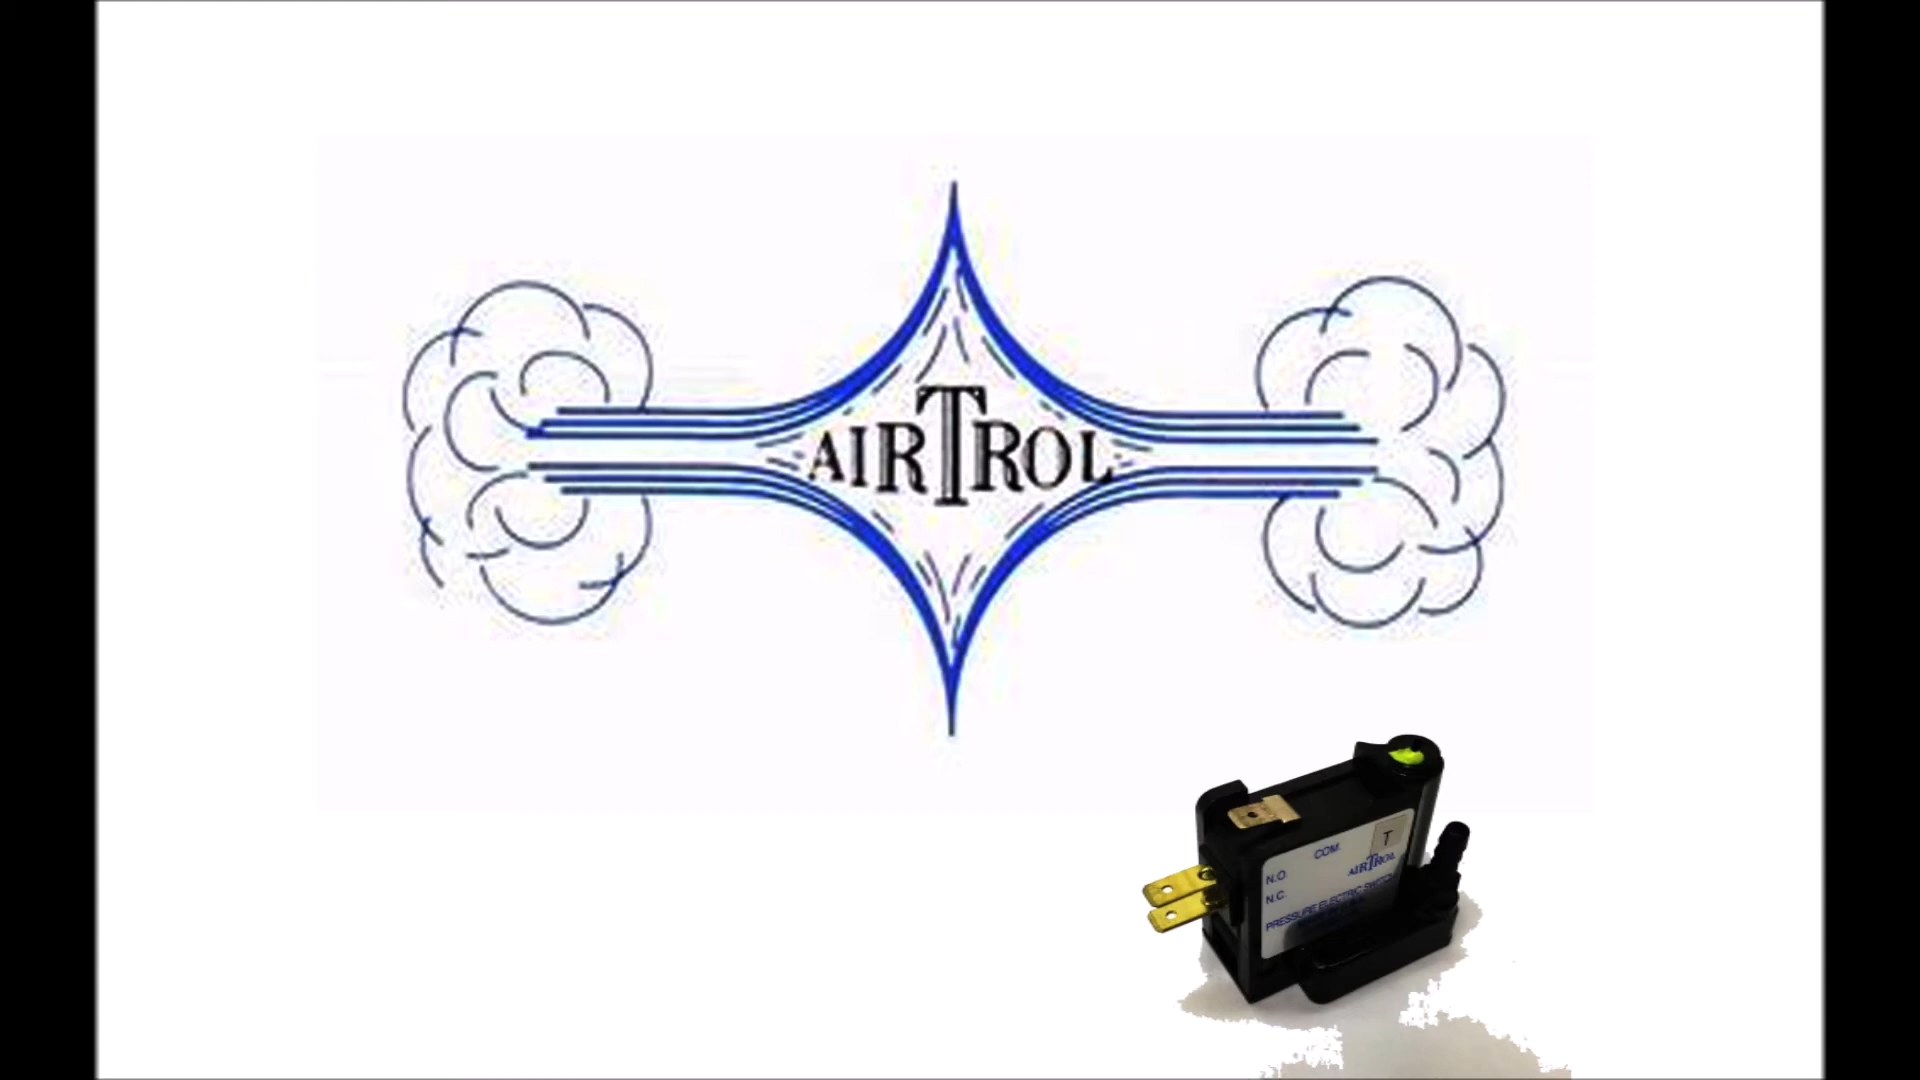 AIRTROL
T
COM.
AIRTROL
N.O.
N.C.
PRESSURE ELECTRIC SWITCH